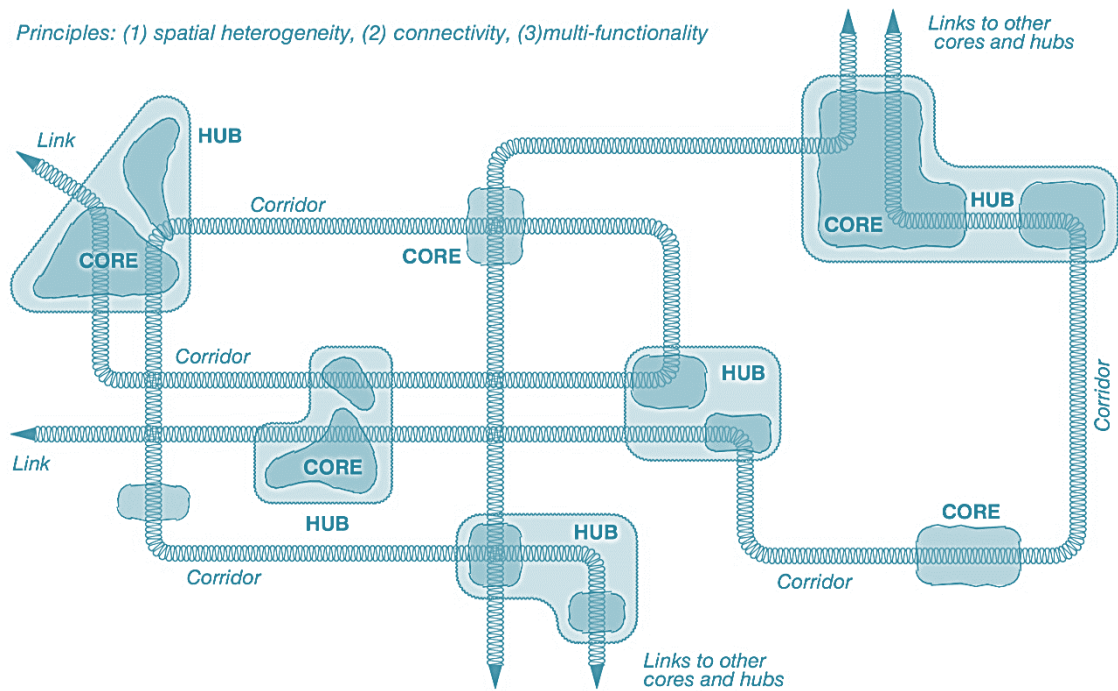 Principles: (1) spatial heterogeneity, (2) connectivity, (3)multi-functionality
Links to other
cores and hubs
Link
HUB
Corridor
CORE
CORE
HUB
CORE
Corridor
HUB
Corridor
Link
CORE
HUB
HUB
CORE
Corridor
Corridor
Links to other
cores and hubs